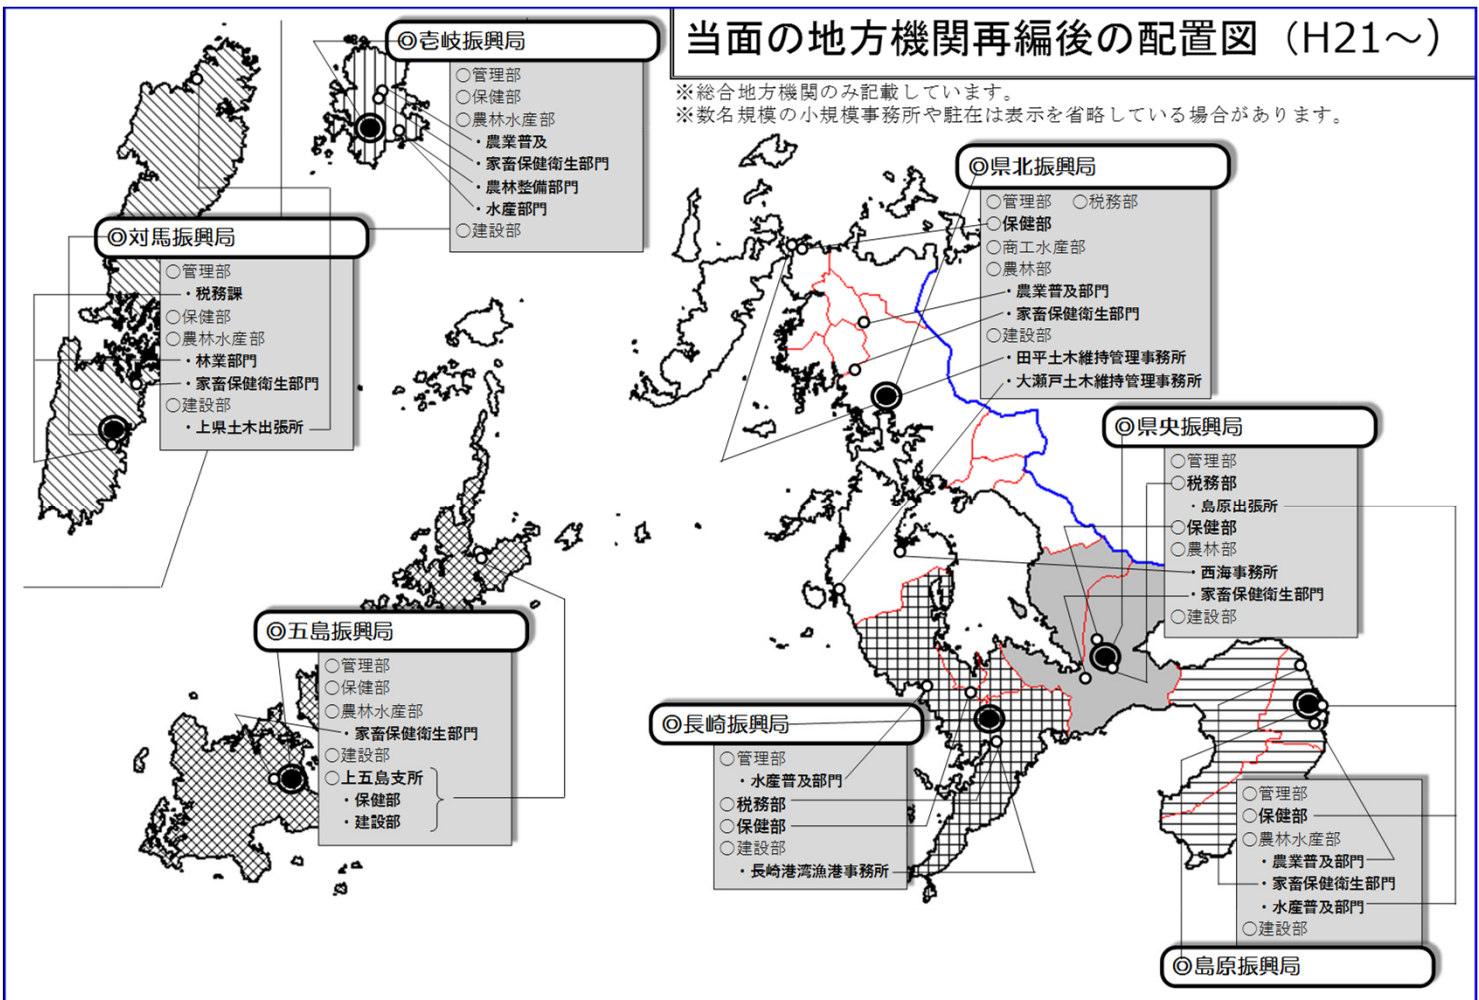 当面の地方機関再編後の配置図（H21～）
※総合地方機関のみ記載しています。
※数名規模の小規模事務所や駐在は表示を省略している場合があります。
◎壱岐振興局
○管理部
○保健部
○農林水産部
・農業普及
・家畜保健衛生部門
・農林整備部門
・水産部門
○建設部
◎対馬振興局
○管理部
・税務課
○保健部
○農林水産部
・林業部門
・家畜保健衛生部門
○建設部
・上県土木出張所
◎県北振興局
○管理部　○税務部
○保健部
○商工水産部
○農林部
・農業普及部門
・家畜保健衛生部門
○建設部
・田平土木維持管理事務所
・大瀬戸土木維持管理事務所
◎県央振興局
○管理部
○税務部
・島原出張所
○保健部
○農林部
・西海事務所
・家畜保健衛生部門
○建設部
◎五島振興局
○管理部
○保健部
○農林水産部
・家畜保健衛生部門
○建設部
○上五島支所
・保健部
・建設部
◎長崎振興局
○管理部
・水産普及部門
○税務部
○保健部
○建設部
・長崎港湾漁港事務所
○管理部
○保健部
○農林水産部
・農業普及部門
・家畜保健衛生部門
・水産普及部門
○建設部
◎島原振興局